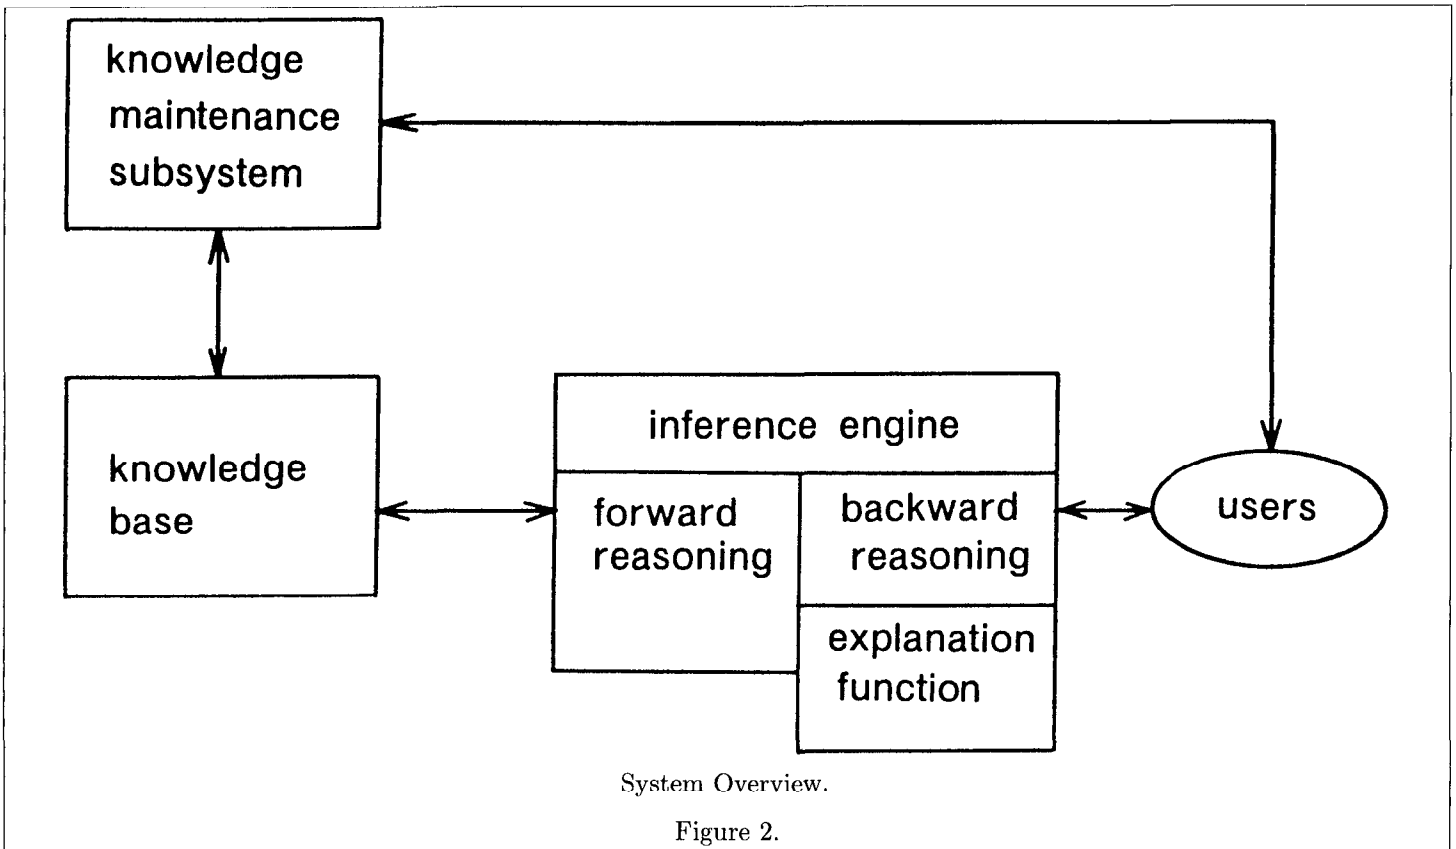 knowledge
maintenance
subsystem
knowledge
base
inference engine
forward
reasoning
backward
reasoning
explanation
function
users
System Overview.
Figure 2.